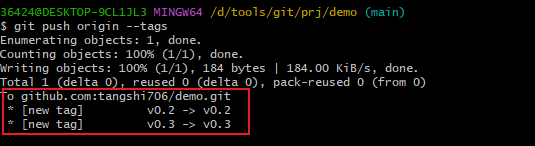 36424@DESKTOP-9CL1JL3 MINGW64 /d/tools/git/prj/demo (main)
$ git push origin --tags
Enumerating objects: 1, done.
Counting objects: 100% (1/1), done.
Writing objects: 100% (1/1), 184 bytes | 184.00 KiB/s, done.
Total 1 (delta 0), reused 0 (delta 0), pack-reused 0 (from 0)
To github.com:tangshi706/demo.git
* [new tag] v0.2 -> v0.2
* [new tag] v0.3 -> v0.3